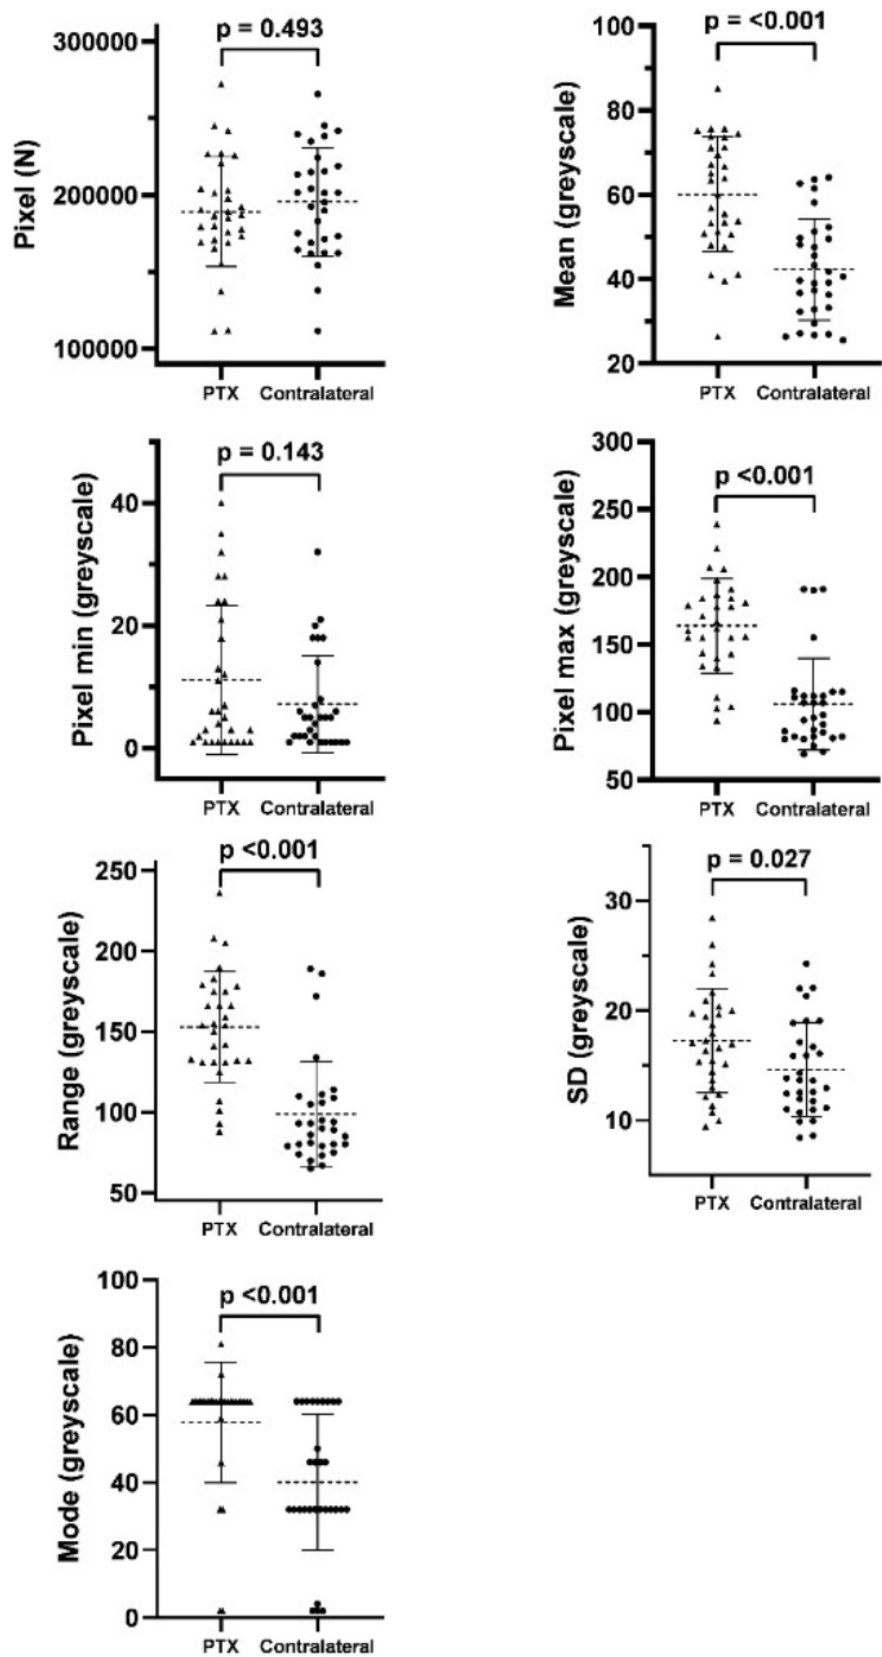 p = 0.493
Pixel (N)
300000
200000
100000
PTX Contralateral
p = <0.001
Mean (greyscale)
100
80
60
40
20
PTX Contralateral
p = 0.143
Pixel min (greyscale)
40
20
0
PTX Contralateral
p <0.001
Pixel max (greyscale)
300
250
200
150
100
50
PTX Contralateral
p <0.001
Range (greyscale)
250
200
150
100
50
PTX Contralateral
p = 0.027
SD (greyscale)
30
20
10
PTX Contralateral
p <0.001
Mode (greyscale)
100
80
60
40
20
0
PTX Contralateral